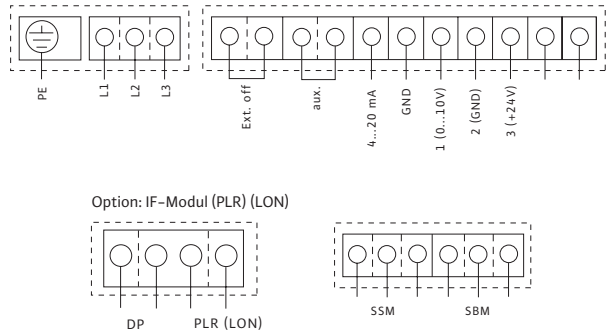 PE
L1
L2
L3
Ext. off
aux.
4...20 mA
GND
1 (0...10V)
2 (GND)
3 (+24V)
Option: IF-Modul (PLR) (LON)
DP
PLR (LON)
SSM
SBM